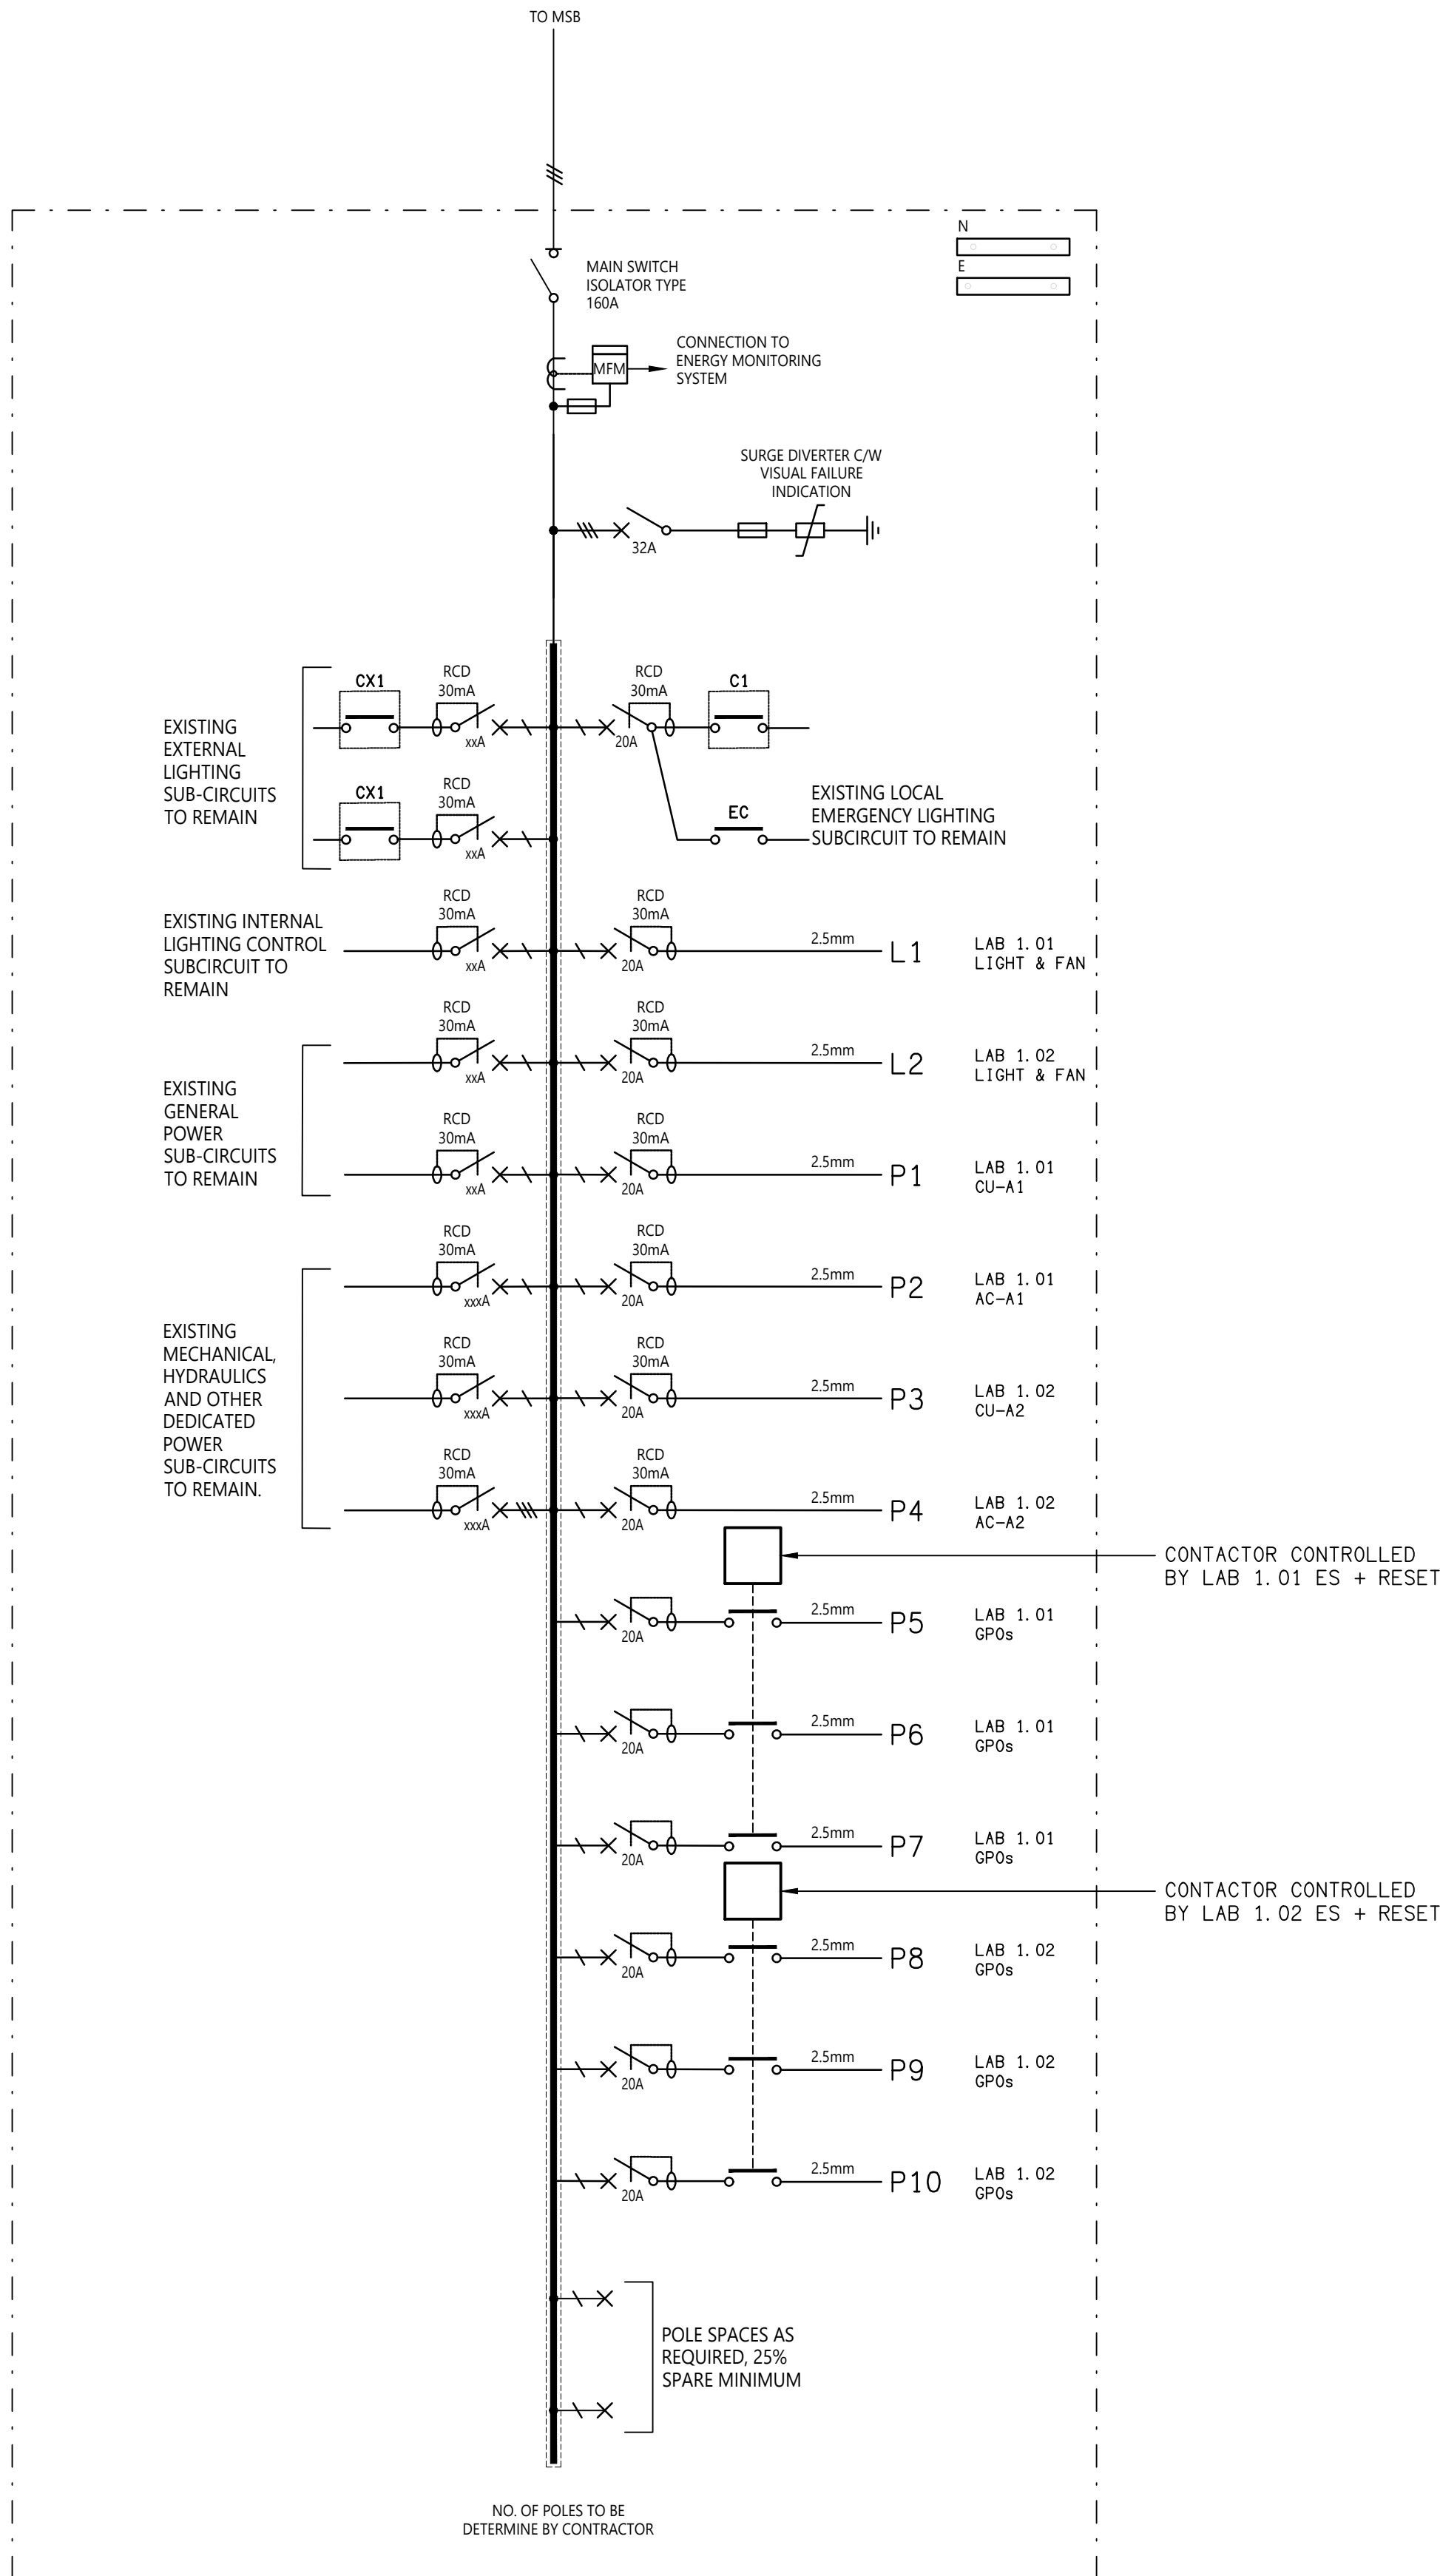 TO MSB
N
E
MAIN SWITCH
ISOLATOR TYPE
160A
MFM
CONNECTION TO
ENERGY MONITORING
SYSTEM
SURGE DIVERTER C/W
VISUAL FAILURE
INDICATION
32A
EXISTING
EXTERNAL
LIGHTING
SUB-CIRCUITS
TO REMAIN
CX1
RCD
30mA
xxA
RCD
30mA
20A
C1
CX1
RCD
30mA
xxA
EC
EXISTING LOCAL
EMERGENCY LIGHTING
SUBCIRCUIT TO REMAIN
EXISTING INTERNAL
LIGHTING CONTROL
SUBCIRCUIT TO
REMAIN
RCD
30mA
xxA
RCD
30mA
20A
2.5mm
L1
LAB 1.01
LIGHT & FAN
EXISTING
GENERAL
POWER
SUB-CIRCUITS
TO REMAIN
RCD
30mA
xxA
RCD
30mA
20A
2.5mm
L2
LAB 1.02
LIGHT & FAN
RCD
30mA
xxA
RCD
30mA
20A
2.5mm
P1
LAB 1.01
CU-A1
EXISTING
MECHANICAL,
HYDRAULICS
AND OTHER
DEDICATED
POWER
SUB-CIRCUITS
TO REMAIN.
RCD
30mA
xxxA
RCD
30mA
20A
2.5mm
P2
LAB 1.01
AC-A1
RCD
30mA
xxxA
RCD
30mA
20A
2.5mm
P3
LAB 1.02
CU-A2
RCD
30mA
xxxA
RCD
30mA
20A
2.5mm
P4
LAB 1.02
AC-A2
CONTACTOR CONTROLLED
BY LAB 1.01 ES + RESET
20A
2.5mm
P5
LAB 1.01
GPOs
20A
2.5mm
P6
LAB 1.01
GPOs
20A
2.5mm
P7
LAB 1.01
GPOs
CONTACTOR CONTROLLED
BY LAB 1.02 ES + RESET
20A
2.5mm
P8
LAB 1.02
GPOs
20A
2.5mm
P9
LAB 1.02
GPOs
20A
2.5mm
P10
LAB 1.02
GPOs
POLE SPACES AS
REQUIRED, 25%
SPARE MINIMUM
NO. OF POLES TO BE
DETERMINE BY CONTRACTOR